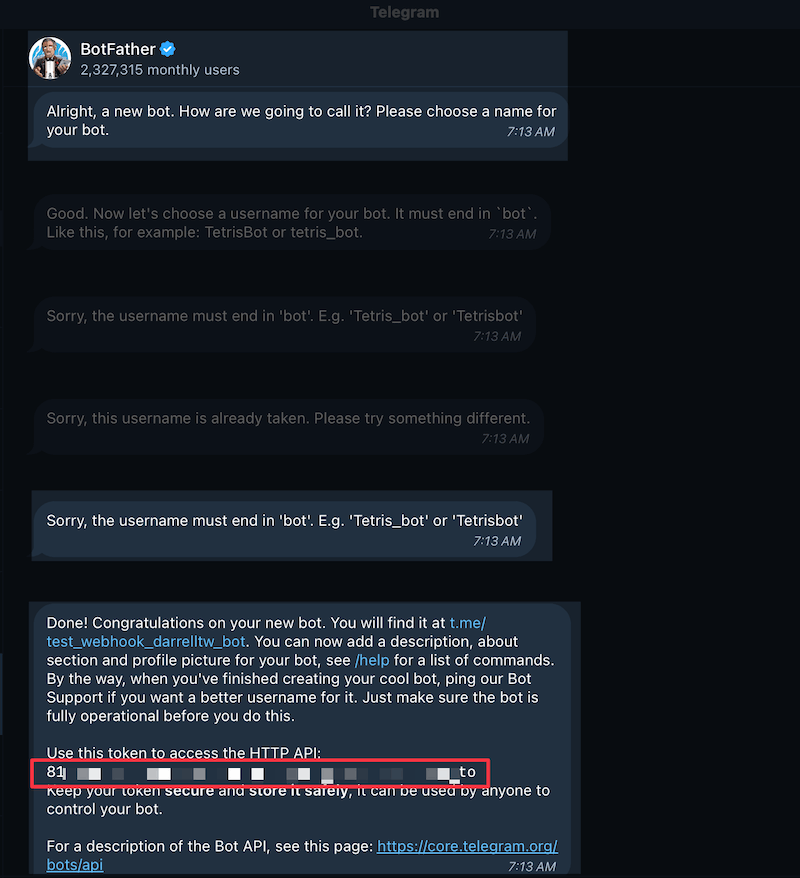 Telegram
BotFather
2,327,315 monthly users
Alright, a new bot. How are we going to call it? Please choose a name for
your bot.
7:13 AM
Good. Now let's choose a username for your bot. It must end in `bot`.
Like this, for example: TetrisBot or tetris_bot.
7:13 AM
Sorry, the username must end in 'bot'. E.g. 'Tetris_bot' or 'Tetrisbot'
7:13 AM
Sorry, this username is already taken. Please try something different.
7:13 AM
Sorry, the username must end in 'bot'. E.g. 'Tetris_bot' or 'Tetrisbot'
7:13 AM
Done! Congratulations on your new bot. You will find it at t.me/
test_webhook_darrelltw_bot. You can now add a description, about
section and profile picture for your bot, see /help for a list of commands.
By the way, when you've finished creating your cool bot, ping our Bot
Support if you want a better username for it. Just make sure the bot is
fully operational before you do this.
Use this token to access the HTTP API:
81 to
Keep your token secure and store it safely, it can be used by anyone to
control your bot.
For a description of the Bot API, see this page: https://core.telegram.org/
bots/api
7:13 AM